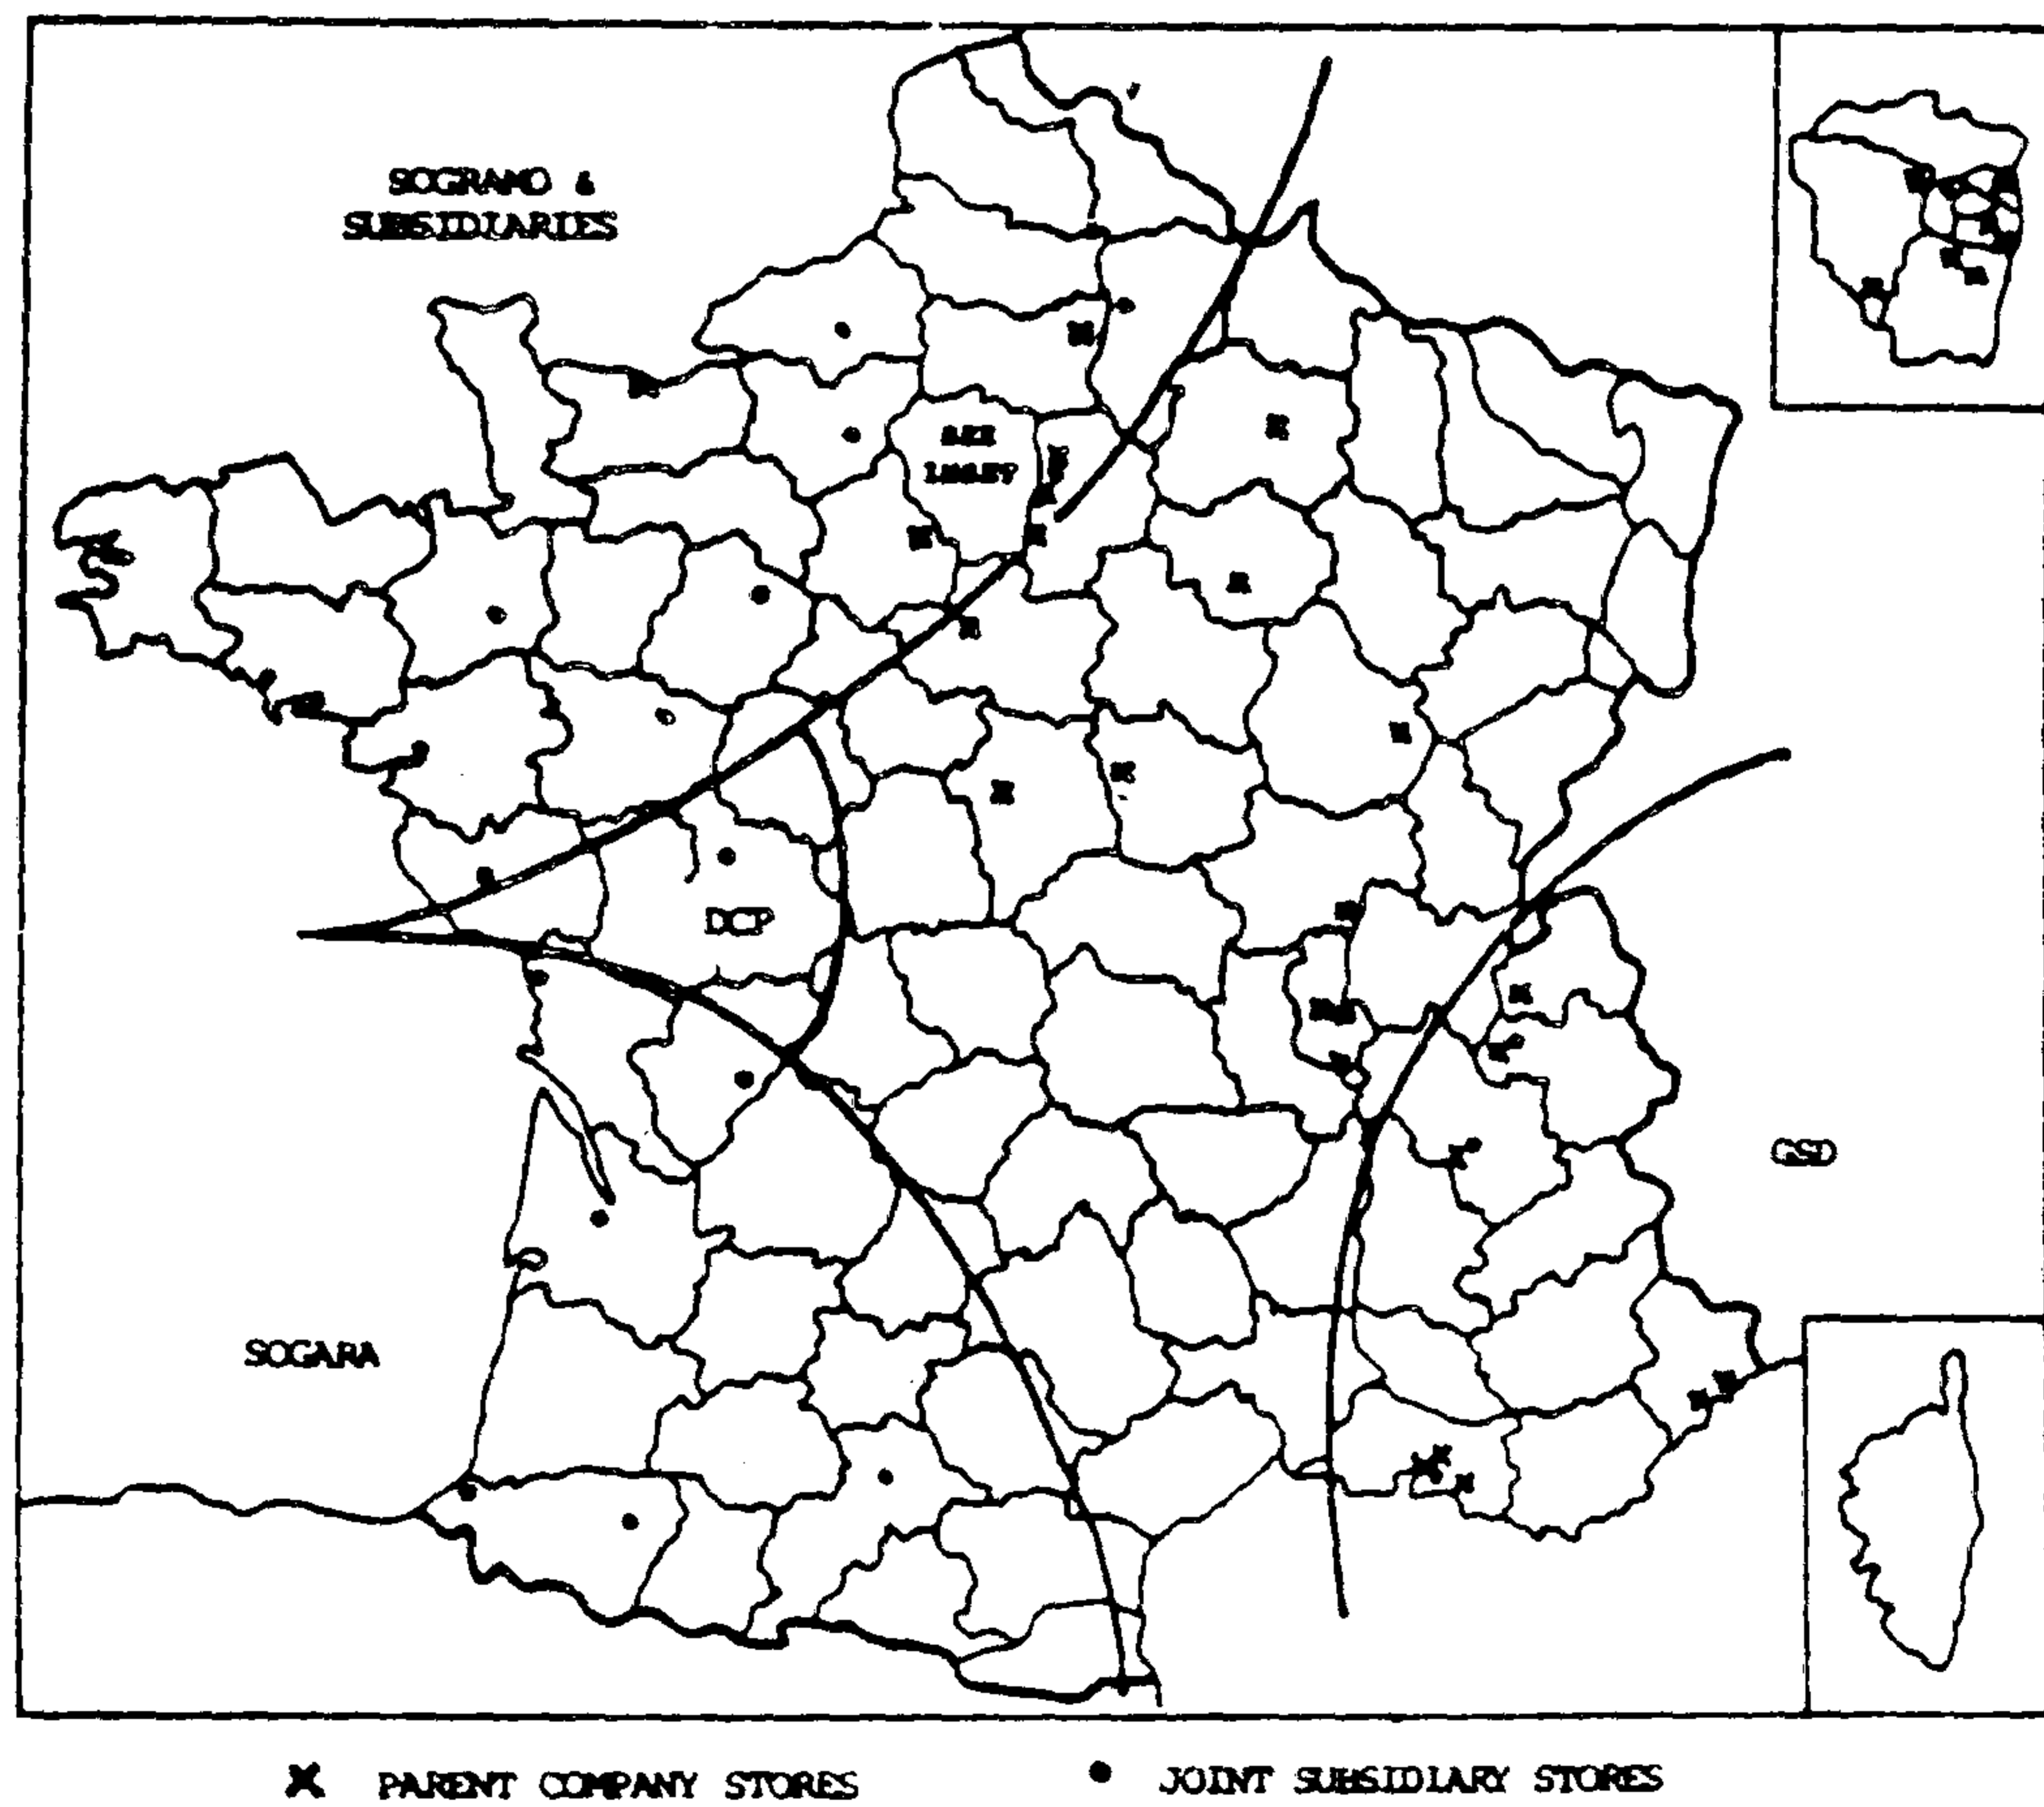 SOGRAMO &
SUBSIDIARIES
DCP
GSD
SOGARA
PARENT COMPANY STORES
JOINT SUBSIDIARY STORES